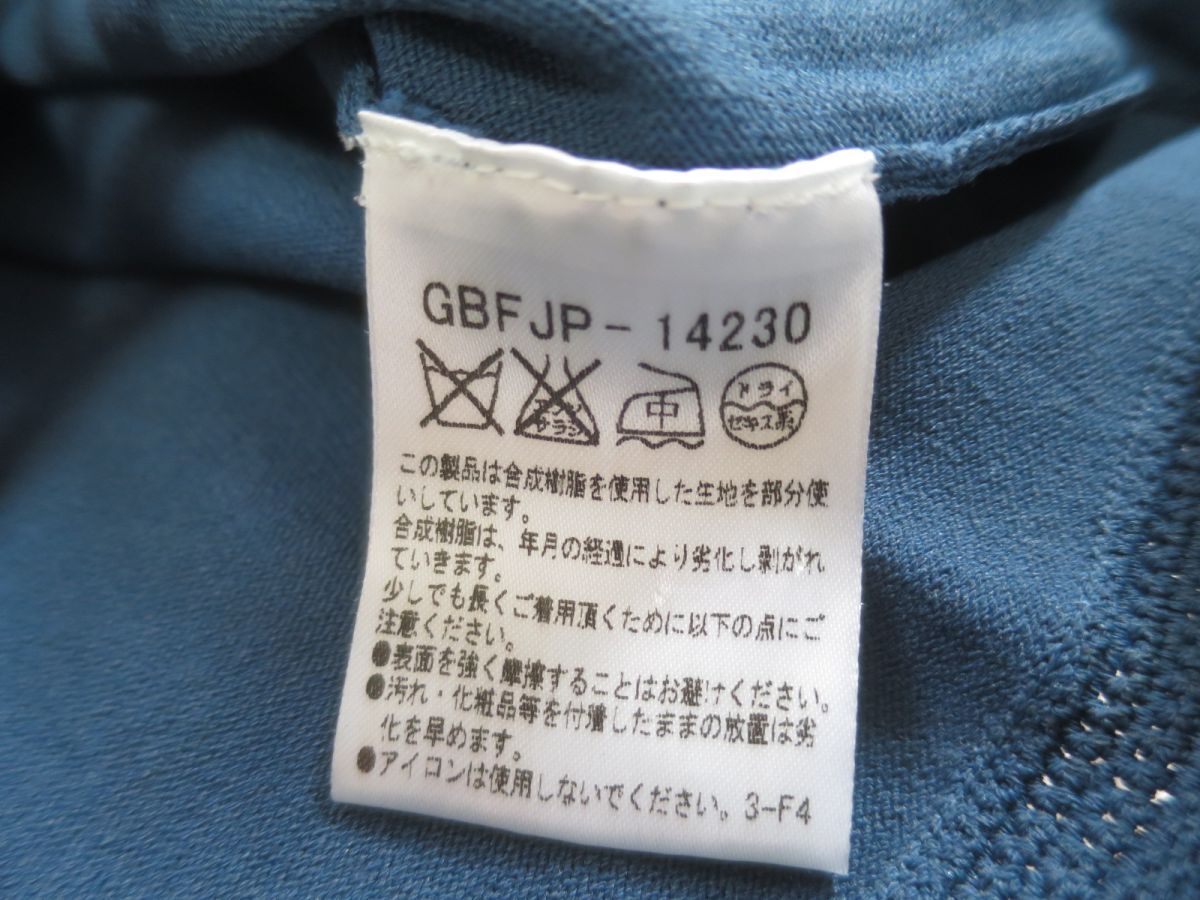 GBFJP-14230
エンソ
サラシ
中
ドライ
セキユ系
この製品は合成樹脂を使用した生地を部分使
いしています。
合成樹脂は、年月の経過により劣化し剥がれ
ていきます。
少しでも長くご着用頂くために以下の点にご
注意ください。
●表面を強く摩擦することはお避けください。
●汚れ・化粧品等を付着したままの放置は劣
化を早めます。
●アイロンは使用しないでください。3-F4